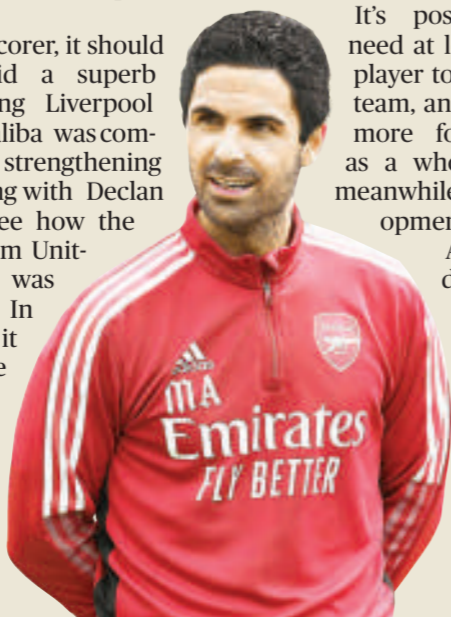 corer, it should
id a superb
ng Liverpool
liba was com-
strengthening
ng with Declan
ee how the
m Unit-
was
In
it
e
It's pos
need at l
player to
team, an
more fo
as a who
meanwhile
opmen
A
d
MA
Emirates
FLY BETTER